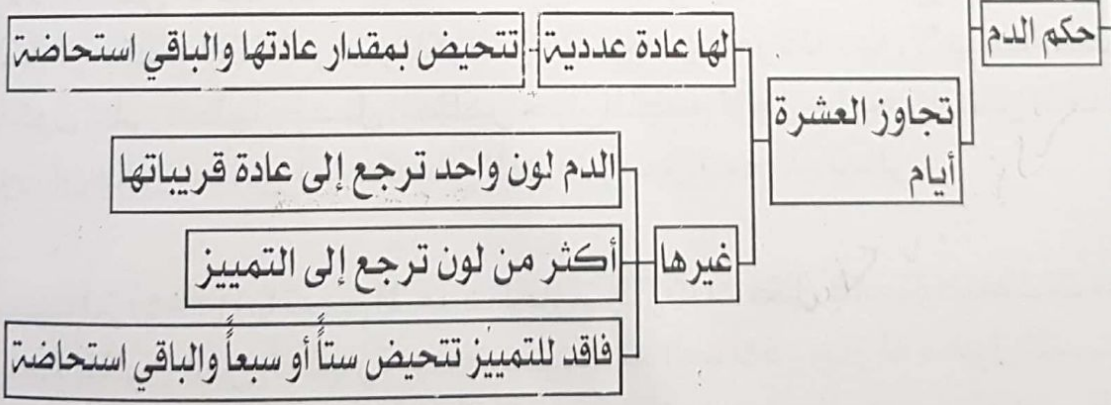 حكم الدم
تجاوز العشرة
أيام
لها عادة عددية
تتحيض بمقدار عادتها والباقي استحاضة
غيرها
الدم لون واحد ترجع إلى عادة قريباتها
أكثر من لون ترجع إلى التمييز
فاقد للتمييز تتحيض ستاً أو سبعاً والباقي استحاضة